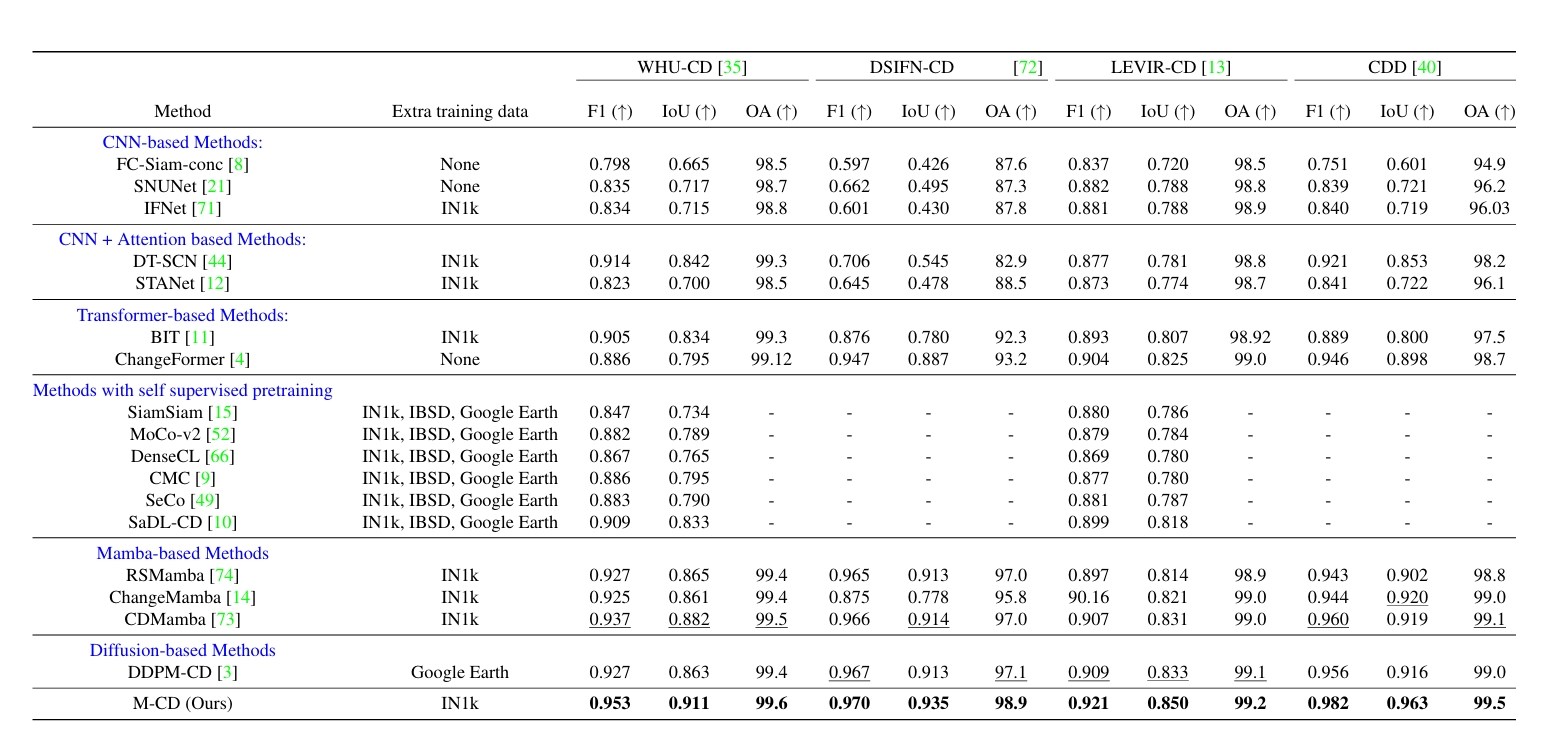 WHU-CD [35] DSIFN-CD [72] LEVIR-CD [13] CDD [40]
Method Extra training data F1 (↑) IoU (↑) OA (↑) F1 (↑) IoU (↑) OA (↑) F1 (↑) IoU (↑) OA (↑) F1 (↑) IoU (↑) OA (↑)
CNN-based Methods:
FC-Siam-conc [8] None 0.798 0.665 98.5 0.597 0.426 87.6 0.837 0.720 98.5 0.751 0.601 94.9
SNUNet [21] None 0.835 0.717 98.7 0.662 0.495 87.3 0.882 0.788 98.8 0.839 0.721 96.2
IFNet [71] IN1k 0.834 0.715 98.8 0.601 0.430 87.8 0.881 0.788 98.9 0.840 0.719 96.03
CNN + Attention based Methods:
DT-SCN [44] IN1k 0.914 0.842 99.3 0.706 0.545 82.9 0.877 0.781 98.8 0.921 0.853 98.2
STANet [12] IN1k 0.823 0.700 98.5 0.645 0.478 88.5 0.873 0.774 98.7 0.841 0.722 96.1
Transformer-based Methods:
BIT [11] IN1k 0.905 0.834 99.3 0.876 0.780 92.3 0.893 0.807 98.92 0.889 0.800 97.5
ChangeFormer [4] None 0.886 0.795 99.12 0.947 0.887 93.2 0.904 0.825 99.0 0.946 0.898 98.7
Methods with self supervised pretraining
SiamSiam [15] IN1k, IBSD, Google Earth 0.847 0.734 - - - - 0.880 0.786 - - - -
MoCo-v2 [52] IN1k, IBSD, Google Earth 0.882 0.789 - - - - 0.879 0.784 - - - -
DenseCL [66] IN1k, IBSD, Google Earth 0.867 0.765 - - - - 0.869 0.780 - - - -
CMC [9] IN1k, IBSD, Google Earth 0.886 0.795 - - - - 0.877 0.780 - - - -
SeCo [49] IN1k, IBSD, Google Earth 0.883 0.790 - - - - 0.881 0.787 - - - -
SaDL-CD [10] IN1k, IBSD, Google Earth 0.909 0.833 - - - - 0.899 0.818 - - - -
Mamba-based Methods
RSMamba [74] IN1k 0.927 0.865 99.4 0.965 0.913 97.0 0.897 0.814 98.9 0.943 0.902 98.8
ChangeMamba [14] IN1k 0.925 0.861 99.4 0.875 0.778 95.8 90.16 0.821 99.0 0.944 0.920 99.0
CDMamba [73] IN1k 0.937 0.882 99.5 0.966 0.914 97.0 0.907 0.831 99.0 0.960 0.919 99.1
Diffusion-based Methods
DDPM-CD [3] Google Earth 0.927 0.863 99.4 0.967 0.913 97.1 0.909 0.833 99.1 0.956 0.916 99.0
M-CD (Ours) IN1k 0.953 0.911 99.6 0.970 0.935 98.9 0.921 0.850 99.2 0.982 0.963 99.5